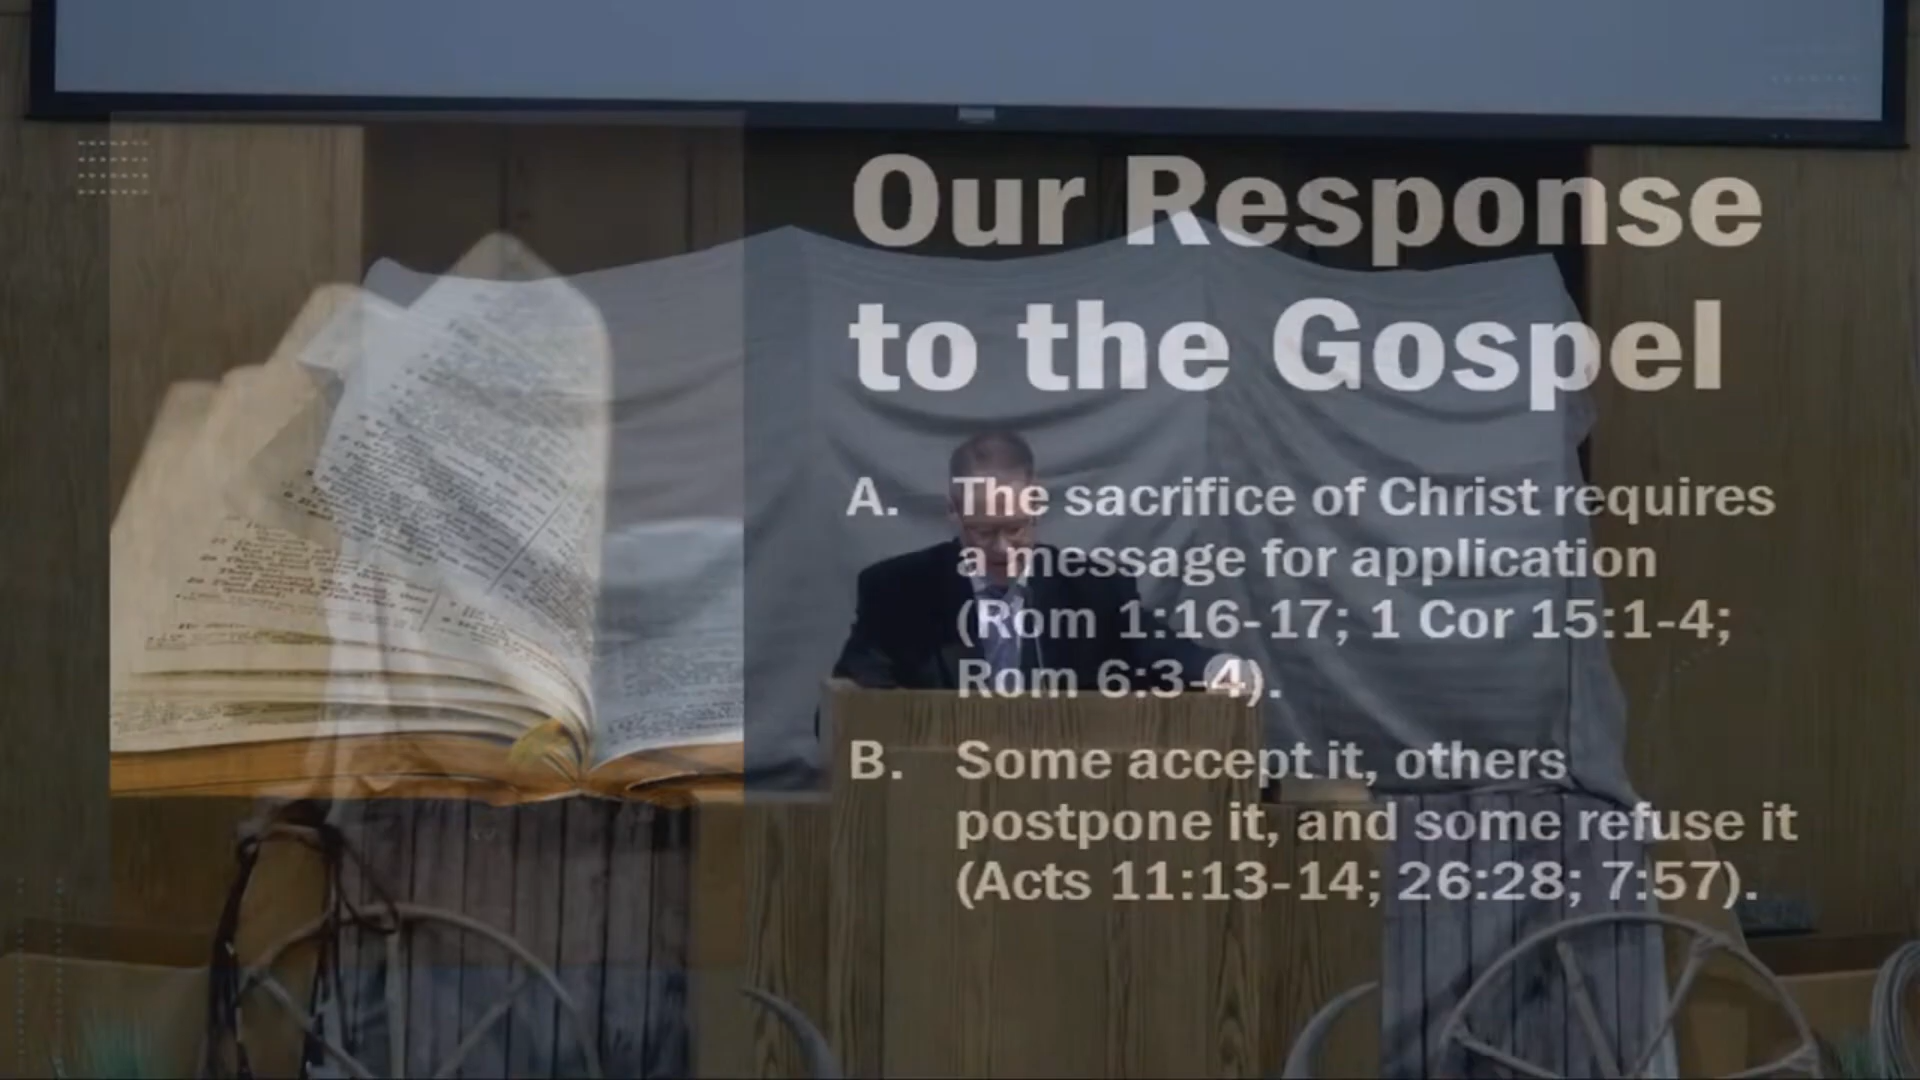 Our Response
to the Gospel
A. The sacrifice of Christ requires
a message for application
(Rom 1:16-17; 1 Cor 15:1-4;
Rom 6:3-4).
B. Some accept it, others
postpone it, and some refuse it
(Acts 11:13-14; 26:28; 7:57).